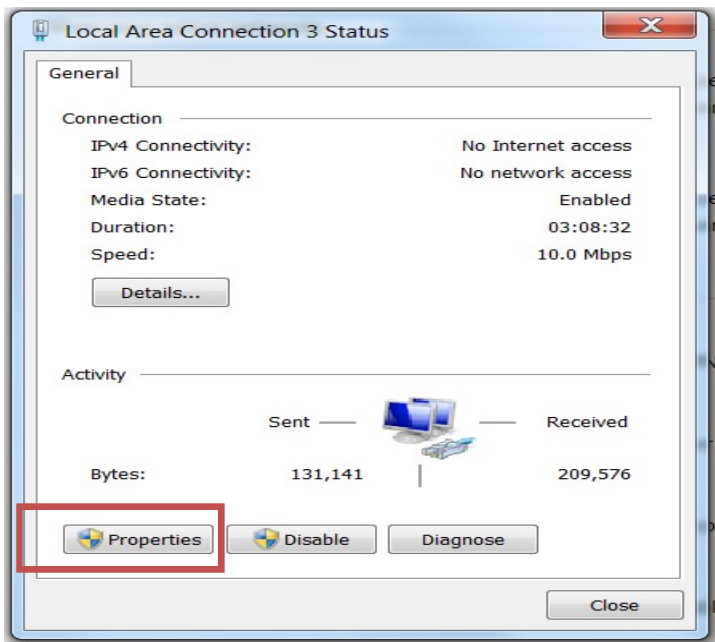 Local Area Connection 3 Status
General
Connection
IPv4 Connectivity: No Internet access
IPv6 Connectivity: No network access
Media State: Enabled
Duration: 03:08:32
Speed: 10.0 Mbps
Details...
Activity
Sent Received
Bytes: 131,141 209,576
Properties Disable Diagnose
Close